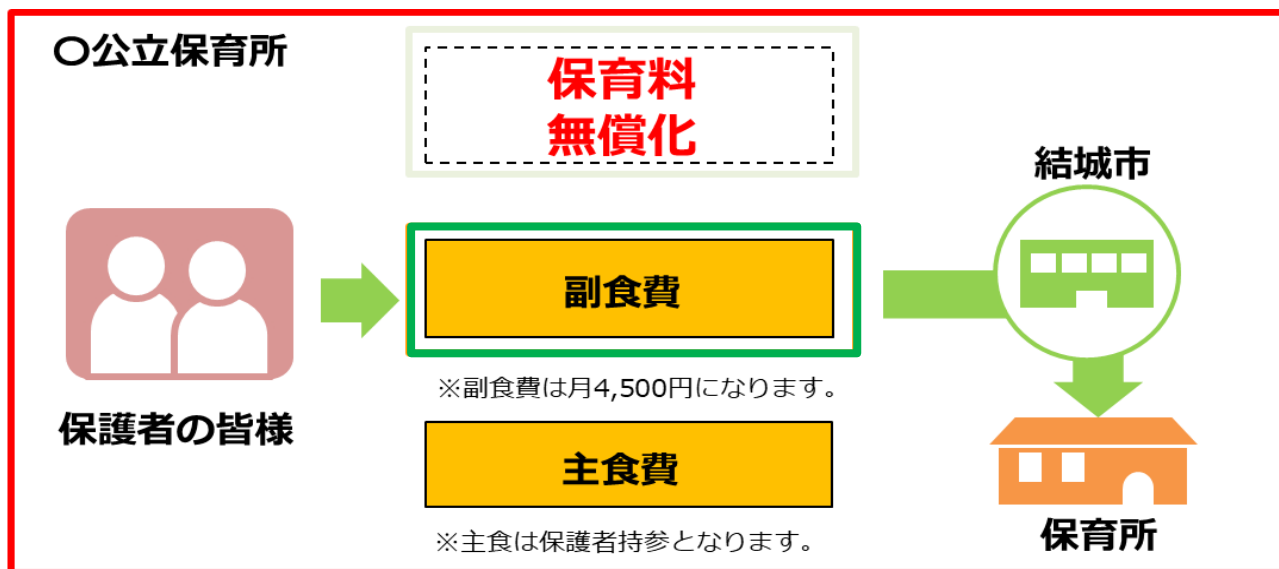 〇公立保育所
保育料
無償化
結城市
副食費
※副食費は月4,500円になります。
保護者の皆様
主食費
※主食は保護者持参となります。
保育所